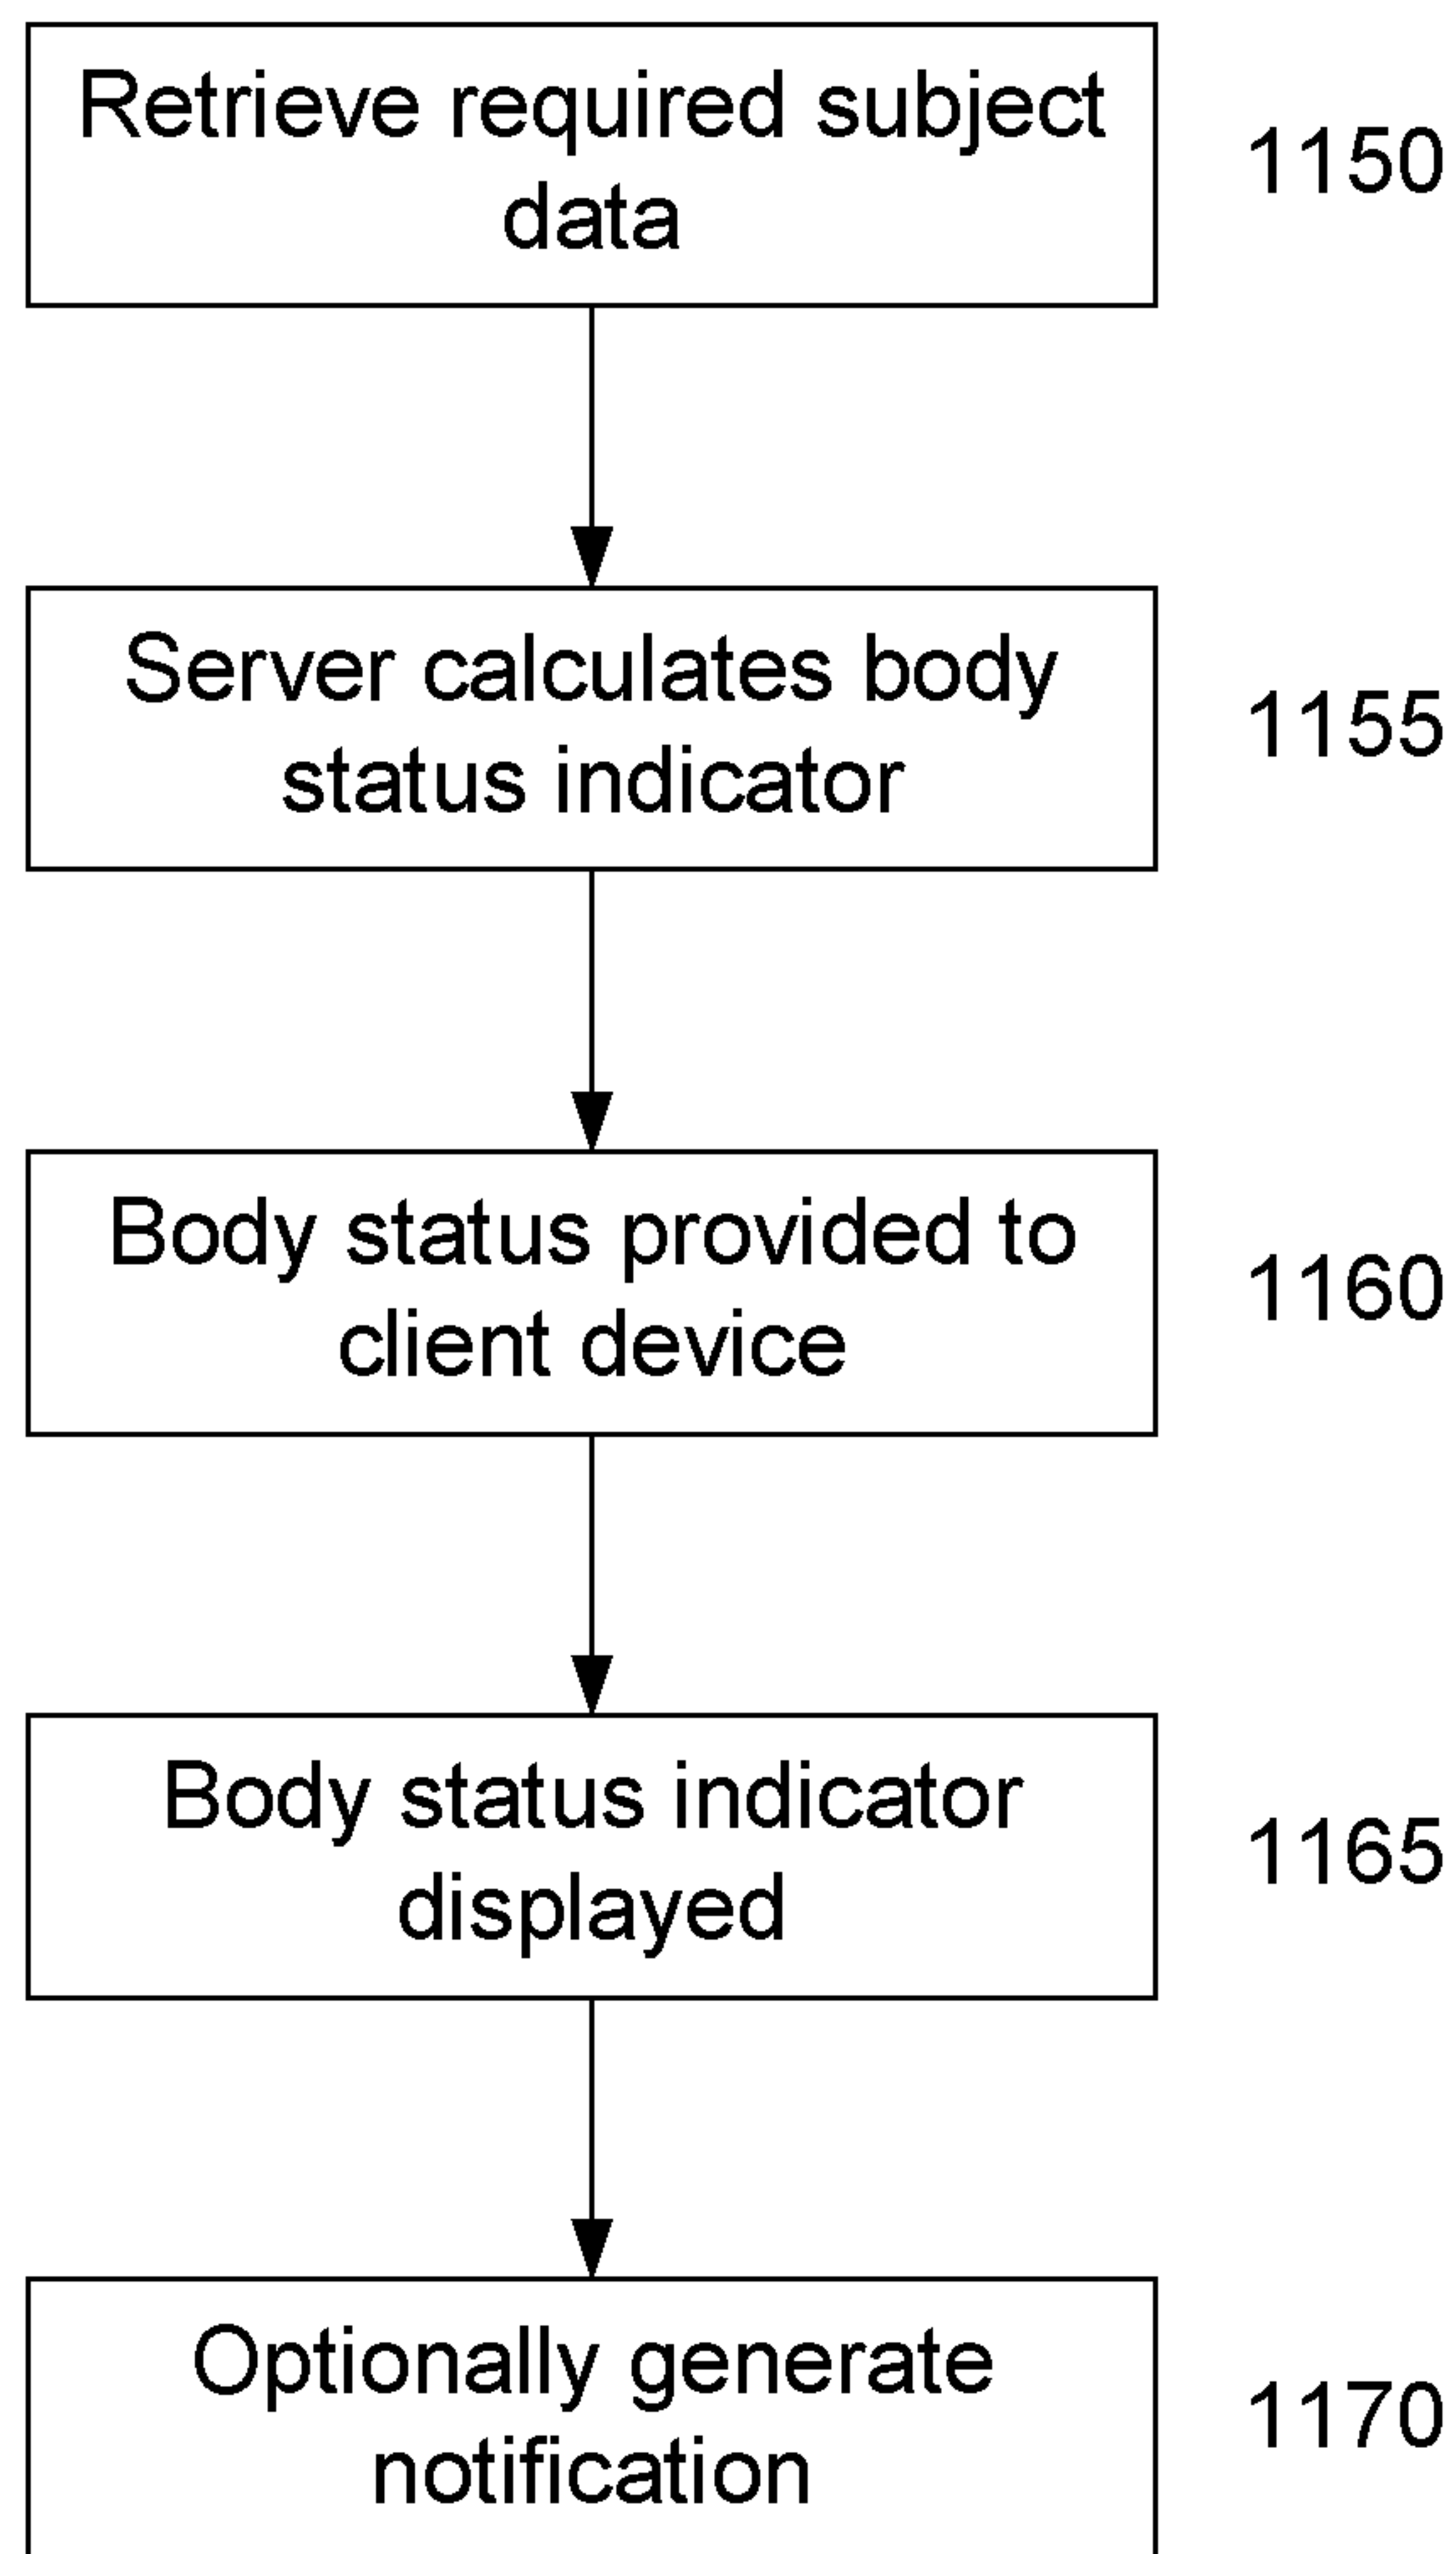 Retrieve required subject
data
1150
Server calculates body
status indicator
1155
Body status provided to
client device
1160
Body status indicator
displayed
1165
Optionally generate
notification
1170